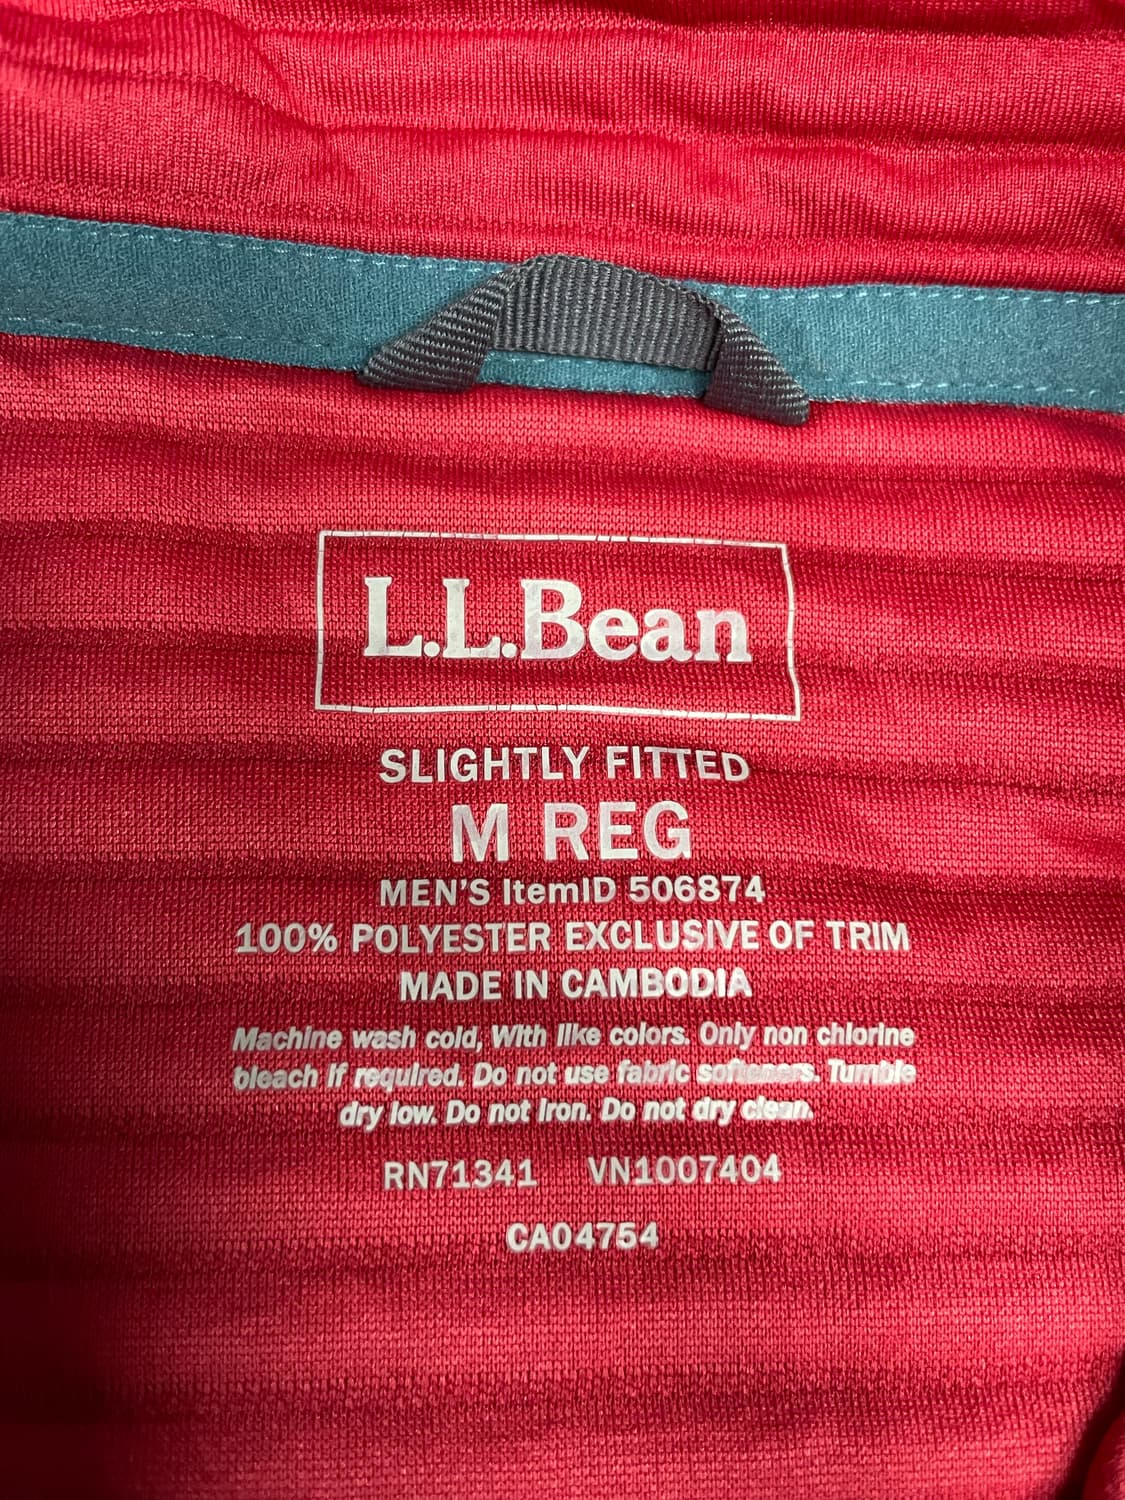 L.L.Bean
SLIGHTLY FITTED
M REG
MEN'S ItemID 506874
100% POLYESTER EXCLUSIVE OF TRIM
MADE IN CAMBODIA
Machine wash cold, With like colors. Only non chlorine
bleach if required. Do not use fabric softeners. Tumble
dry low. Do not Iron. Do not dry clean.
RN71341 VN1007404
CA04754